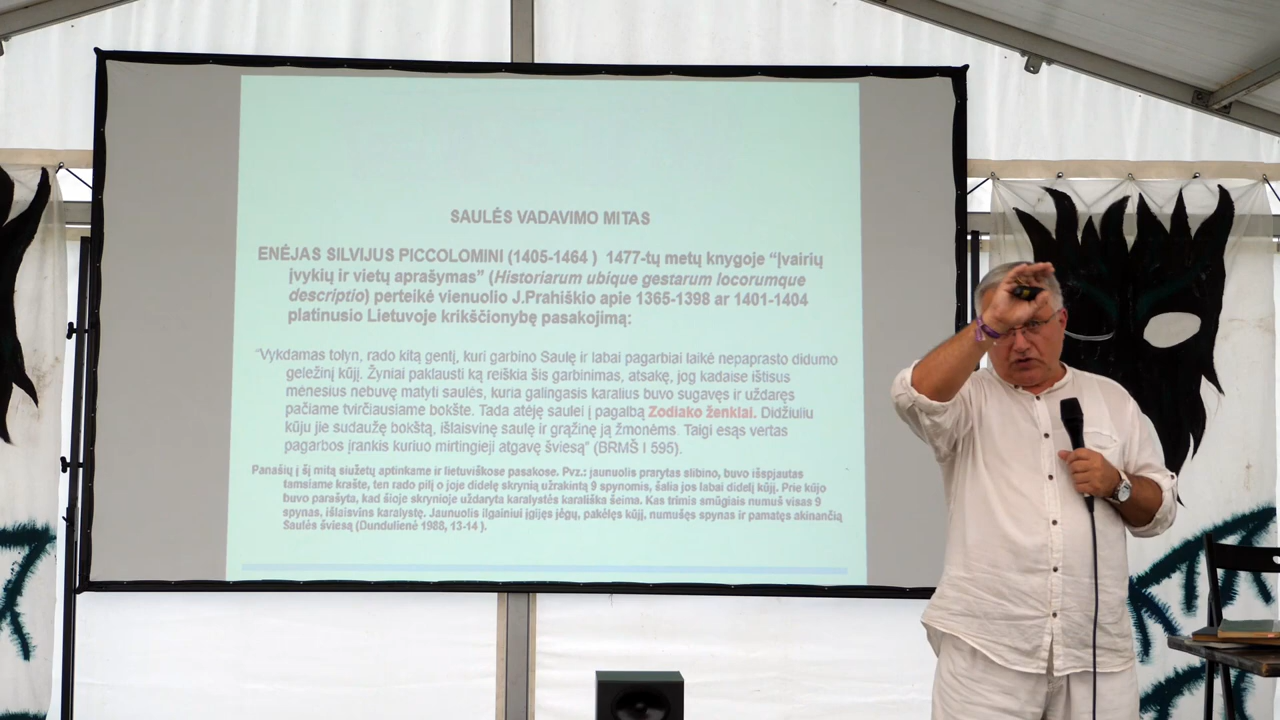 SAULĖS VADAVIMO MITAS
ENĖJAS SILVIJUS PICCOLOMINI (1405-1464 ) 1477-tų metų knygoje “Įvairių
įvykių ir vietų aprašymas” (Historiarum ubique gestarum locorumque
descriptio) perteikė vienuolio J.Prahiškio apie 1365-1398 ar 1401-1404
platinusio Lietuvoje krikščionybę pasakojimą:
“Vykdamas tolyn, rado kitą gentį, kuri garbino Saulę ir labai pagarbiai laikė nepaprasto didumo
geležinį kūjį. Žyniai paklausti ką reiškia šis garbinimas, atsakę, jog kadaise ištisus
mėnesius nebuvę matyti saulės, kuria galingasis karalius buvo sugavęs ir uždaręs
pačiame tvirčiausiame bokšte. Tada atėję saulei į pagalbą Zodiako ženklai. Didžiuliu
kūju jie sudaužę bokštą, išlaisvinę saulę ir grąžinę ją žmonėms. Taigi esąs vertas
pagarbos įrankis kuriuo mirtingieji atgavę šviesą” (BRMŠ I 595).
Panašių į šį mitą siužetų aptinkame ir lietuviškose pasakose. Pvz.: jaunuolis prarytas slibino, buvo išspjautas
tamsiame krašte, ten rado pilį o joje didelę skrynią užrakintą 9 spynomis, šalia jos labai didelį kūjį. Prie kūjo
buvo parašyta, kad šioje skrynioje uždaryta karalystės karališka šeima. Kas trimis smūgiais numuš visas 9
spynas, išlaisvins karalystę. Jaunuolis ilgainiui įgijęs jėgų, pakėlęs kūjį, numušęs spynas ir pamatęs akinančią
Saulės šviesą (Dundulienė 1988, 13-14 ).